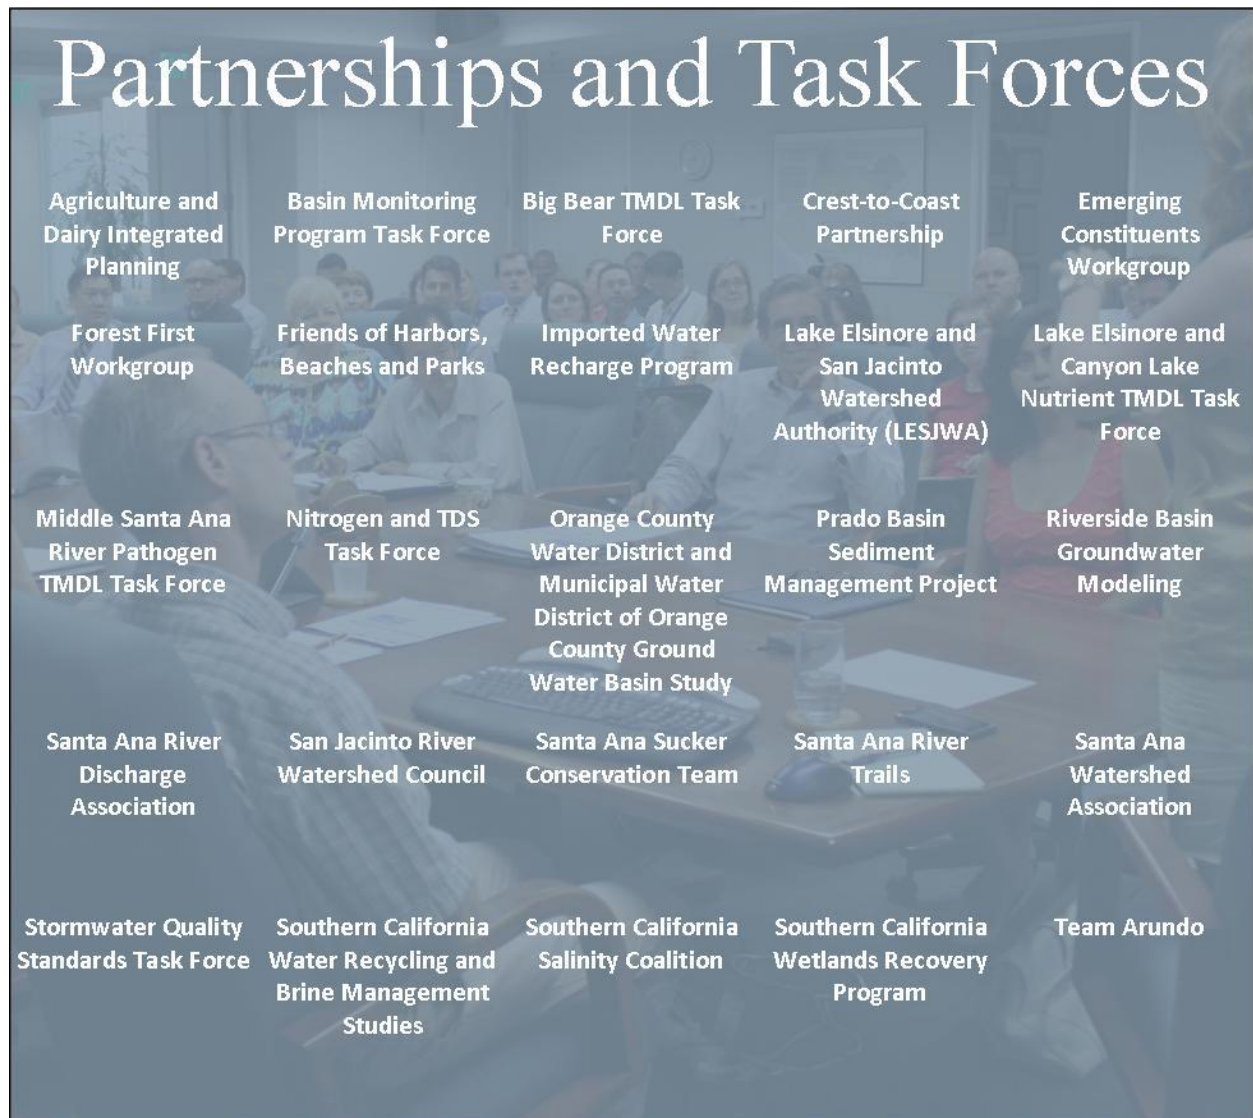 Partnerships and Task Forces
Agriculture and
Dairy Integrated
Planning
Basin Monitoring
Program Task Force
Big Bear TMDL Task
Force
Crest-to-Coast
Partnership
Emerging
Constituents
Workgroup
Forest First
Workgroup
Friends of Harbors,
Beaches and Parks
Imported Water
Recharge Program
Lake Elsinore and
San Jacinto
Watershed
Authority (LESJWA)
Lake Elsinore and
Canyon Lake
Nutrient TMDL Task
Force
Middle Santa Ana
River Pathogen
TMDL Task Force
Nitrogen and TDS
Task Force
Orange County
Water District and
Municipal Water
District of Orange
County Ground
Water Basin Study
Prado Basin
Sediment
Management Project
Riverside Basin
Groundwater
Modeling
Santa Ana River
Discharge
Association
San Jacinto River
Watershed Council
Santa Ana Sucker
Conservation Team
Santa Ana River
Trails
Santa Ana
Watershed
Association
Stormwater Quality
Standards Task Force
Southern California
Water Recycling and
Brine Management
Studies
Southern California
Salinity Coalition
Southern California
Wetlands Recovery
Program
Team Arundo